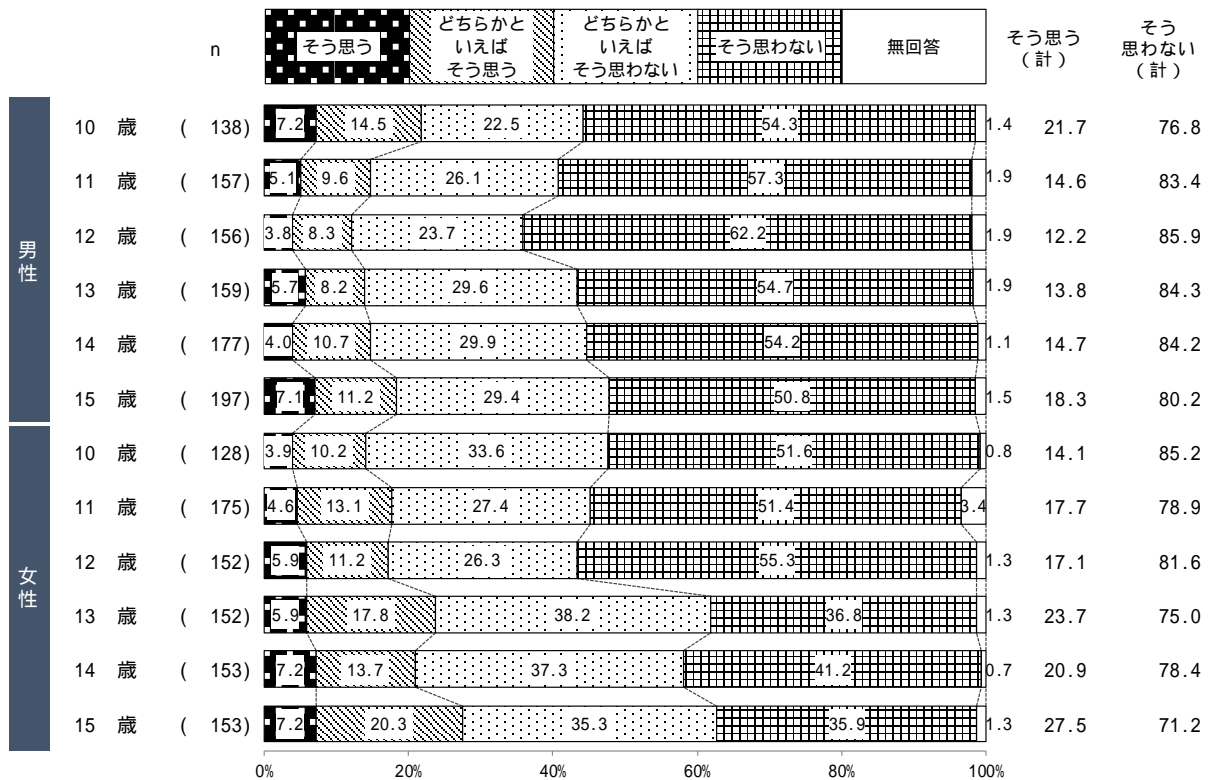 n
そう思う
どちらかと
いえば
そう思う
どちらかと
いえば
そう思わない
そう思わない
無回答
そう思う
(計)
そう
思わない
(計)
男性
10 歳 ( 138) 7.2 14.5 22.5 54.3 1.4 21.7 76.8
11 歳 ( 157) 5.1 9.6 26.1 57.3 1.9 14.6 83.4
12 歳 ( 156) 3.8 8.3 23.7 62.2 1.9 12.2 85.9
13 歳 ( 159) 5.7 8.2 29.6 54.7 1.9 13.8 84.3
14 歳 ( 177) 4.0 10.7 29.9 54.2 1.1 14.7 84.2
15 歳 ( 197) 7.1 11.2 29.4 50.8 1.5 18.3 80.2
女性
10 歳 ( 128) 3.9 10.2 33.6 51.6 0.8 14.1 85.2
11 歳 ( 175) 4.6 13.1 27.4 51.4 3.4 17.7 78.9
12 歳 ( 152) 5.9 11.2 26.3 55.3 1.3 17.1 81.6
13 歳 ( 152) 5.9 17.8 38.2 36.8 1.3 23.7 75.0
14 歳 ( 153) 7.2 13.7 37.3 41.2 0.7 20.9 78.4
15 歳 ( 153) 7.2 20.3 35.3 35.9 1.3 27.5 71.2
0% 20% 40% 60% 80% 100%